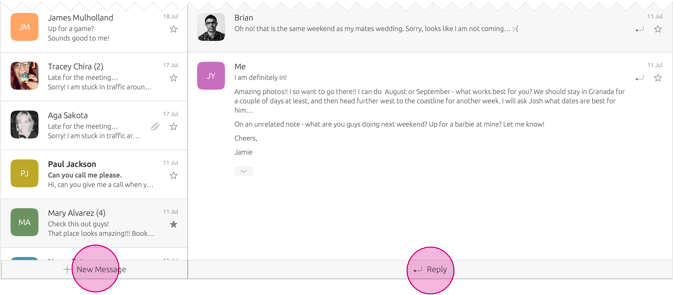 James Mulholland
18 Jul
JM
Up for a game?
Sounds good to me!
Tracey Chira (2)
17 Jul
Late for the meeting…
Sorry! I am stuck in traffic aroun…
Aga Sakota
17 Jul
Late for the meeting…
Sorry! I am stuck in traffic ar…
Paul Jackson
11 Jul
PJ
Can you call me please.
Hi, can you give me a call when y…
Mary Alvarez (4)
11 Jul
MA
Check this out guys!
That place looks amazing!!! Book…
11 Jul
New Message
Brian
11 Jul
Oh no! that is the same weekend as my mates wedding. Sorry, looks like I am not coming… :-(
Me
11 Jul
JY
I am definitely in!
Amazing photos!! I so want to go there!! I can do August or September - what works best for you? We should stay in Granada for
a couple of days at least, and then head further west to the coastline for another week. I will ask Josh what dates are best for
him…
On an unrelated note - what are you guys doing next weekend? Up for a barbie at mine? Let me know!
Cheers,
Jamie
Reply